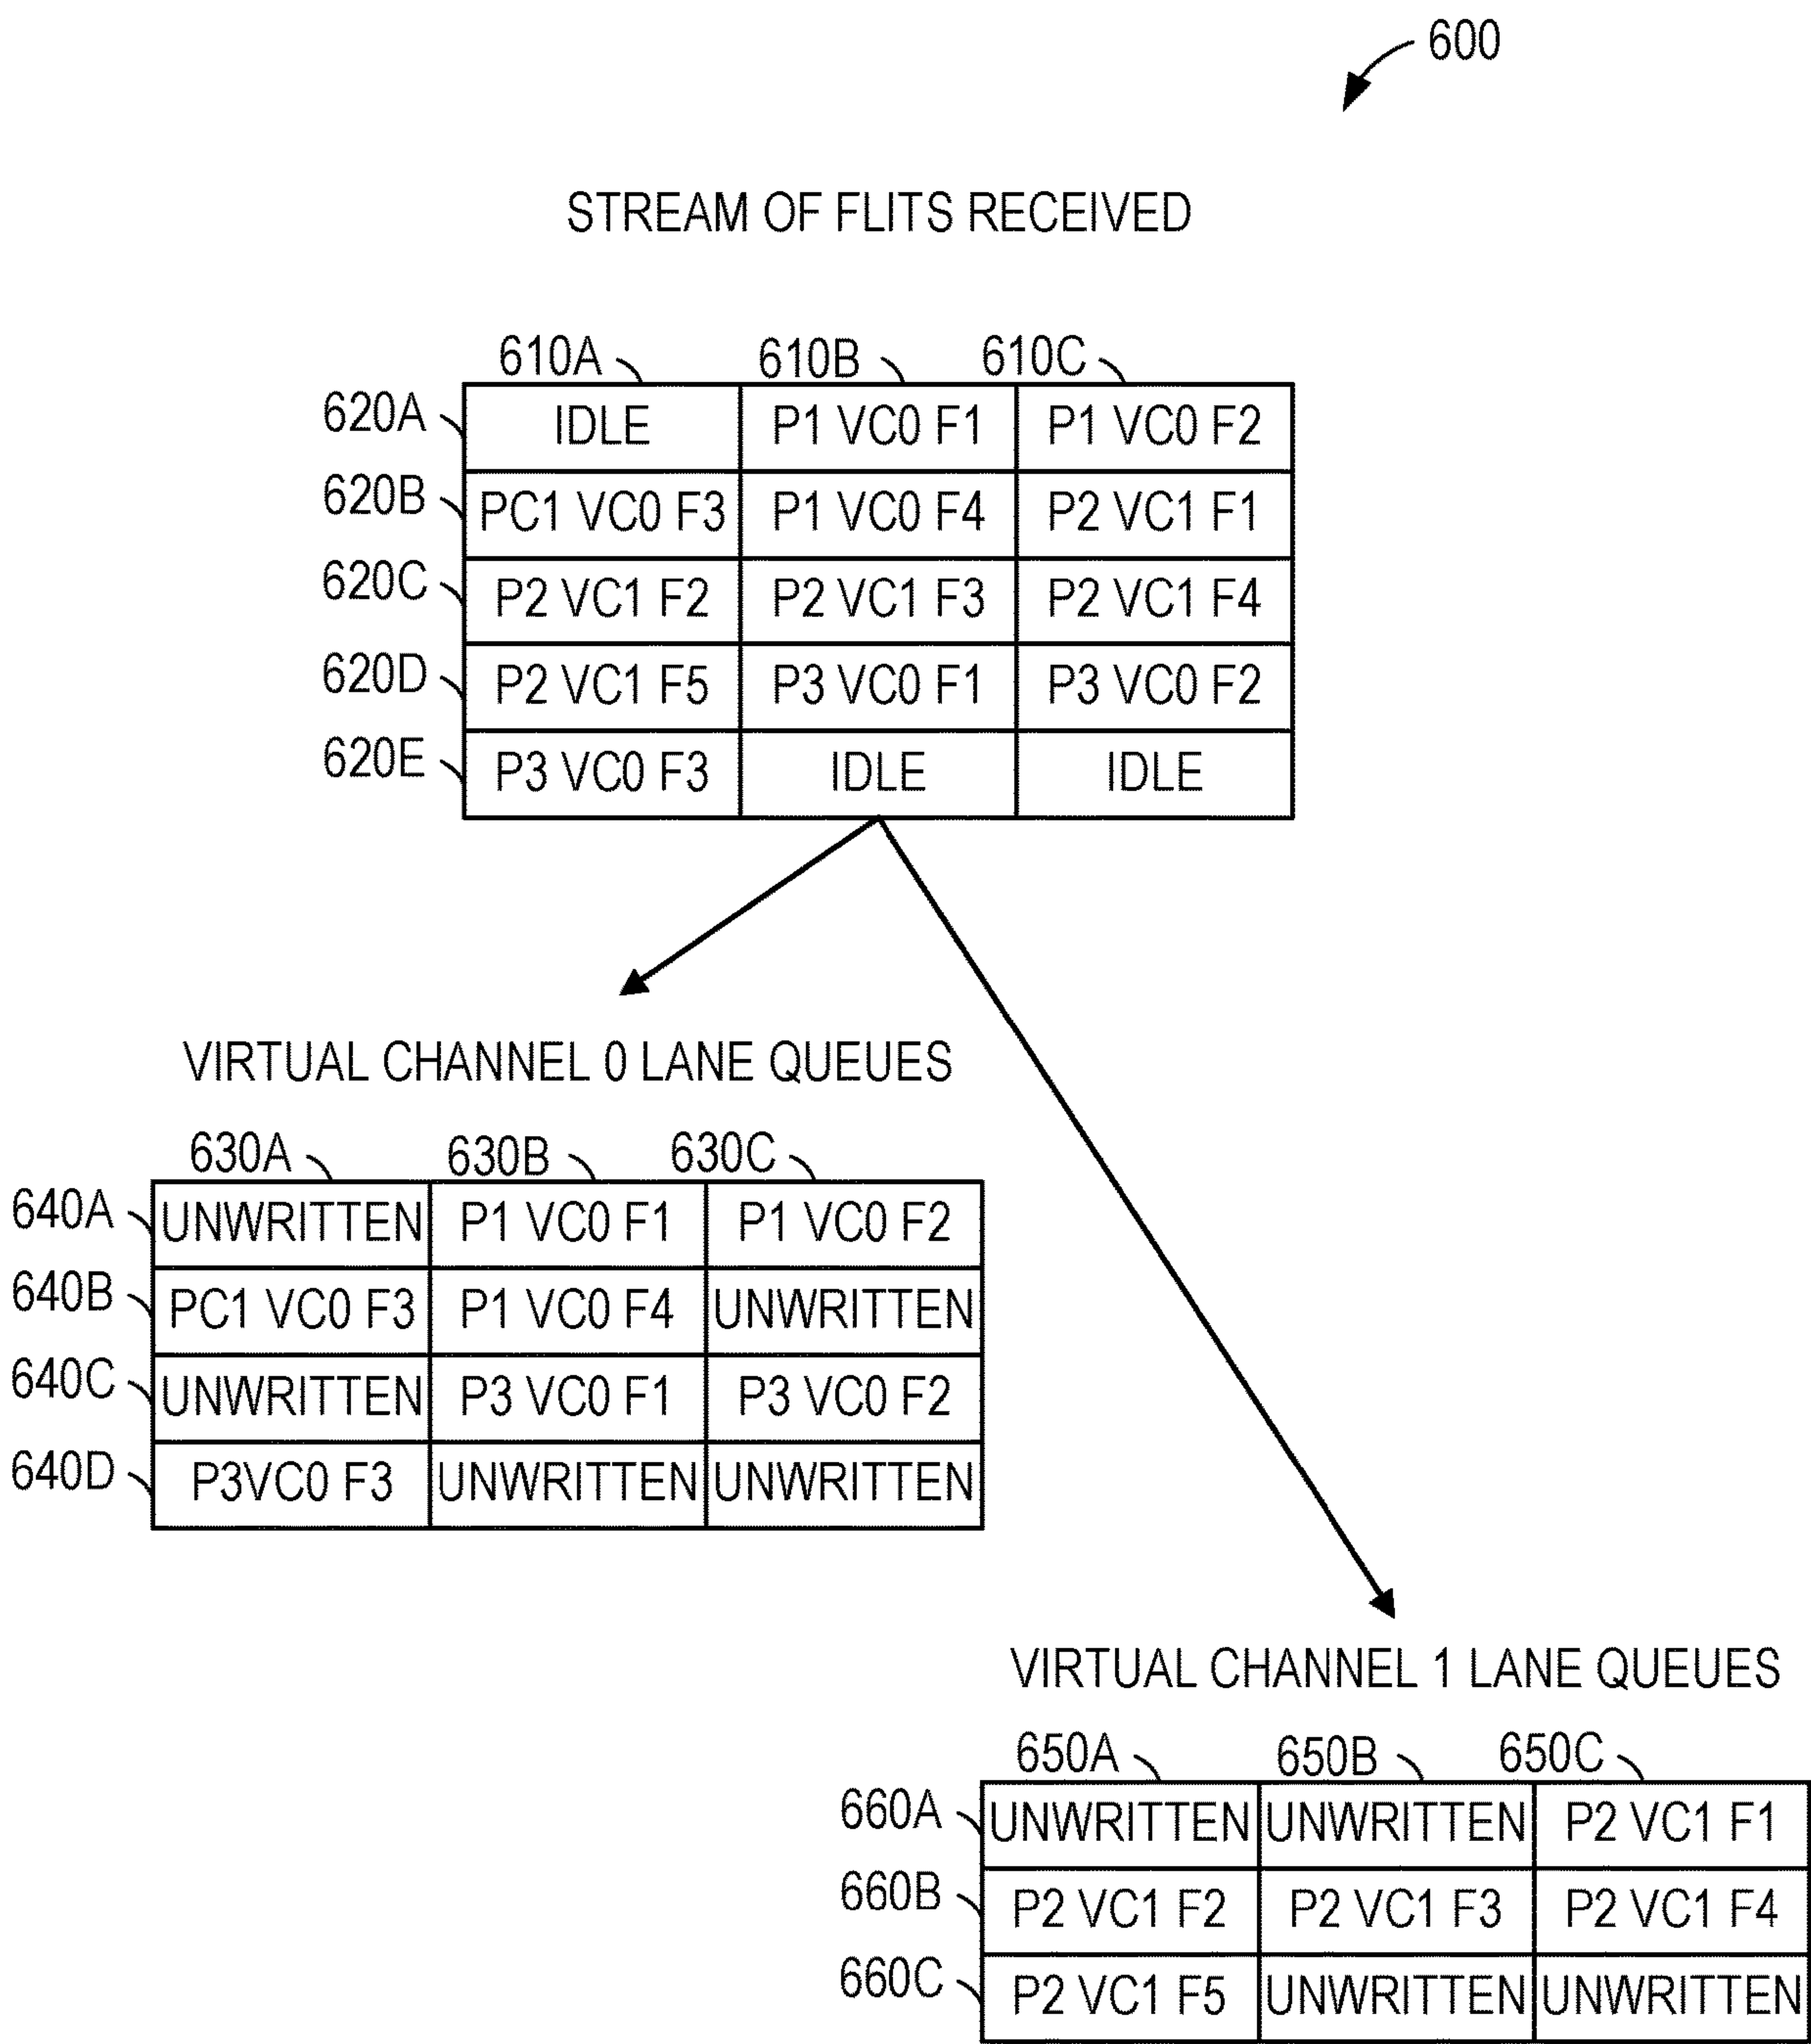 600
STREAM OF FLITS RECEIVED
610A 610B 610C
620A IDLE P1 VC0 F1 P1 VC0 F2
620B PC1 VC0 F3 P1 VC0 F4 P2 VC1 F1
620C P2 VC1 F2 P2 VC1 F3 P2 VC1 F4
620D P2 VC1 F5 P3 VC0 F1 P3 VC0 F2
620E P3 VC0 F3 IDLE IDLE
VIRTUAL CHANNEL 0 LANE QUEUES
630A 630B 630C
640A UNWRITTEN P1 VC0 F1 P1 VC0 F2
640B PC1 VC0 F3 P1 VC0 F4 UNWRITTEN
640C UNWRITTEN P3 VC0 F1 P3 VC0 F2
640D P3VC0 F3 UNWRITTEN UNWRITTEN
VIRTUAL CHANNEL 1 LANE QUEUES
650A 650B 650C
660A UNWRITTEN UNWRITTEN P2 VC1 F1
660B P2 VC1 F2 P2 VC1 F3 P2 VC1 F4
660C P2 VC1 F5 UNWRITTEN UNWRITTEN